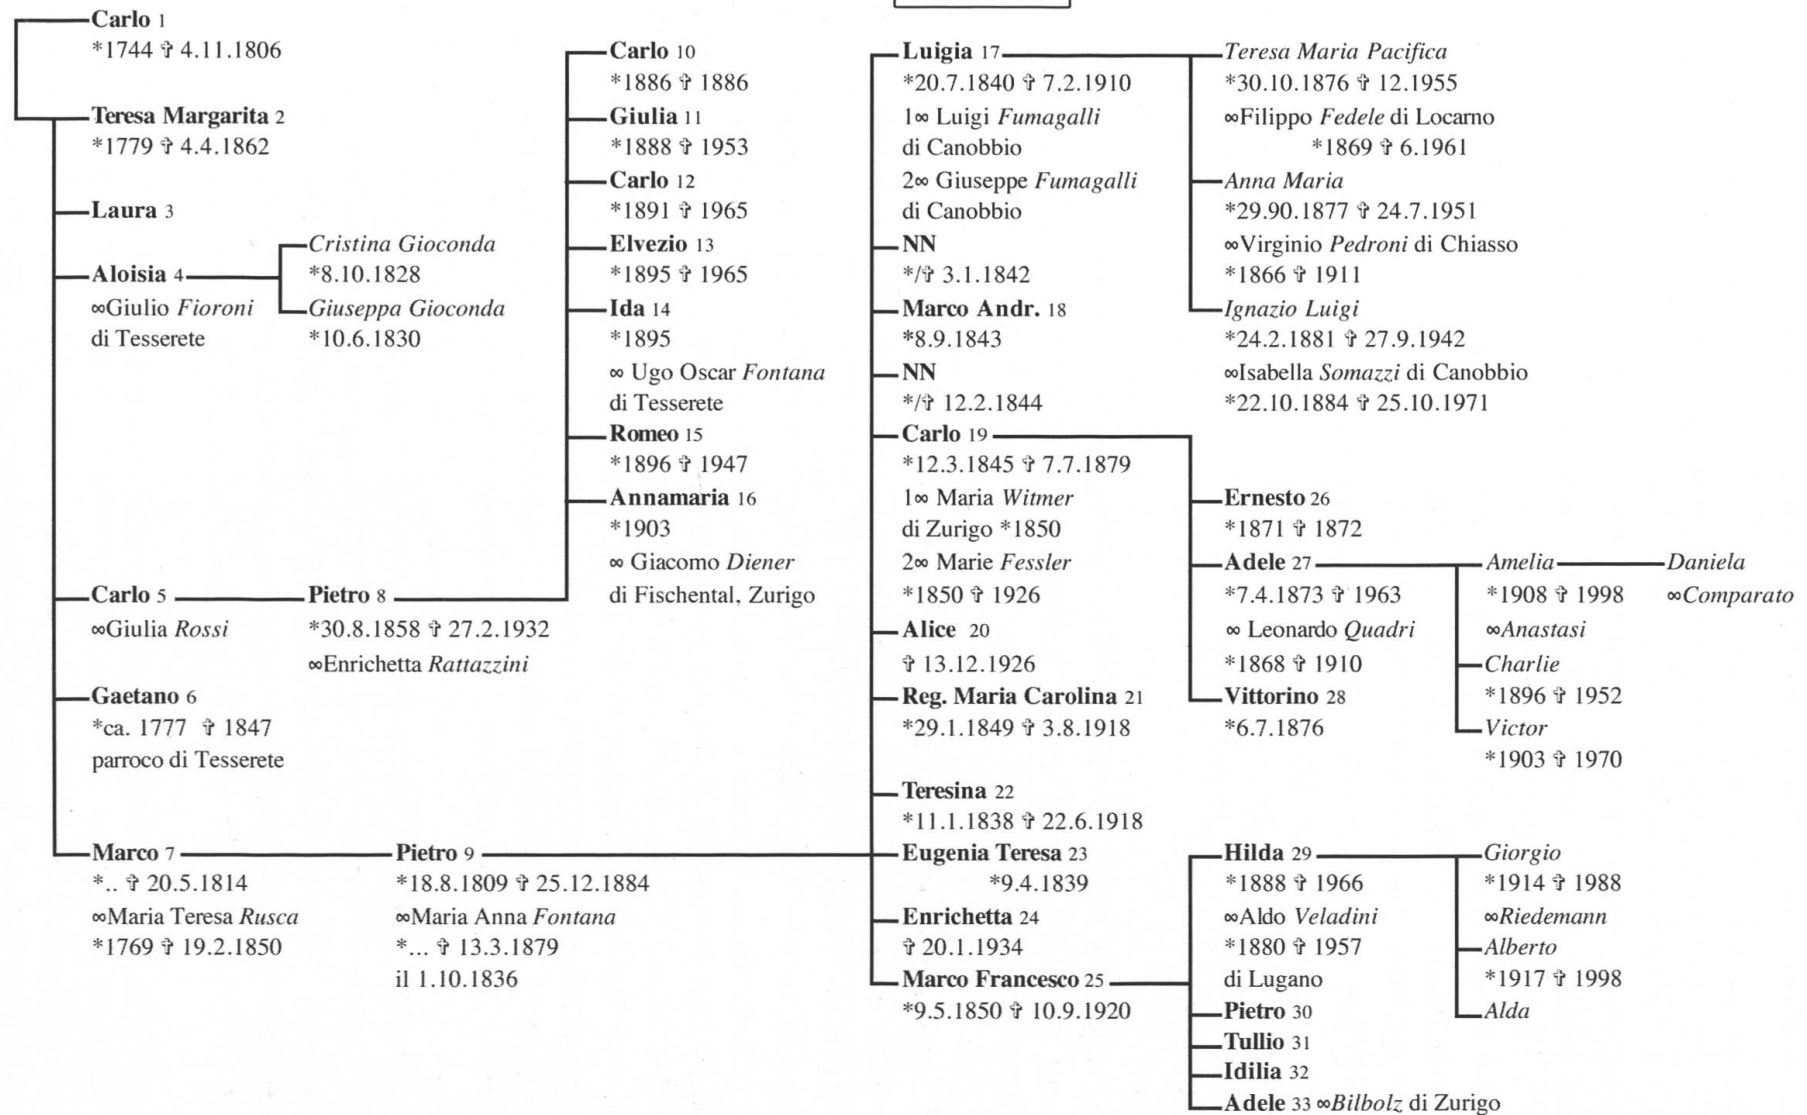 Carlo 1
*1744 ✞ 4.11.1806
Teresa Margarita 2
*1779 ✞ 4.4.1862
Laura 3
Aloisia 4
∞Giulio Fioroni
di Tesserete
Cristina Gioconda
*8.10.1828
Giuseppa Gioconda
*10.6.1830
Carlo 5
∞Giulia Rossi
Pietro 8
*30.8.1858 ✞ 27.2.1932
∞Enrichetta Rattazzini
Gaetano 6
*ca. 1777 ✞ 1847
parroco di Tesserete
Marco 7
*.. ✞ 20.5.1814
∞Maria Teresa Rusca
*1769 ✞ 19.2.1850
Pietro 9
*18.8.1809 ✞ 25.12.1884
∞Maria Anna Fontana
*... ✞ 13.3.1879
il 1.10.1836
Carlo 10
*1886 ✞ 1886
Giulia 11
*1888 ✞ 1953
Carlo 12
*1891 ✞ 1965
Elvezio 13
*1895 ✞ 1965
Ida 14
*1895
∞ Ugo Oscar Fontana
di Tesserete
Romeo 15
*1896 ✞ 1947
Annamaria 16
*1903
∞ Giacomo Diener
di Fischental, Zurigo
Luigia 17
*20.7.1840 ✞ 7.2.1910
1∞ Luigi Fumagalli
di Canobbio
2∞ Giuseppe Fumagalli
di Canobbio
NN
*/✞ 3.1.1842
Marco Andr. 18
*8.9.1843
NN
*/✞ 12.2.1844
Carlo 19
*12.3.1845 ✞ 7.7.1879
1∞ Maria Witmer
di Zurigo *1850
2∞ Marie Fessler
*1850 ✞ 1926
Alice 20
✞ 13.12.1926
Reg. Maria Carolina 21
*29.1.1849 ✞ 3.8.1918
Teresina 22
*11.1.1838 ✞ 22.6.1918
Eugenia Teresa 23
*9.4.1839
Enrichetta 24
✞ 20.1.1934
Marco Francesco 25
*9.5.1850 ✞ 10.9.1920
Teresa Maria Pacifica
*30.10.1876 ✞ 12.1955
∞Filippo Fedele di Locarno
*1869 ✞ 6.1961
Anna Maria
*29.90.1877 ✞ 24.7.1951
∞Virginio Pedroni di Chiasso
*1866 ✞ 1911
Ignazio Luigi
*24.2.1881 ✞ 27.9.1942
∞Isabella Somazzi di Canobbio
*22.10.1884 ✞ 25.10.1971
Ernesto 26
*1871 ✞ 1872
Adele 27
*7.4.1873 ✞ 1963
∞ Leonardo Quadri
*1868 ✞ 1910
Vittorino 28
*6.7.1876
Amelia
*1908 ✞ 1998
∞Anastasi
Charlie
*1896 ✞ 1952
Victor
*1903 ✞ 1970
Daniela
∞Comparato
Hilda 29
*1888 ✞ 1966
∞Aldo Veladini
*1880 ✞ 1957
di Lugano
Pietro 30
Tullio 31
Idilia 32
Adele 33 ∞Bilbolz di Zurigo
Giorgio
*1914 ✞ 1988
∞Riedemann
Alberto
*1917 ✞ 1998
Alda